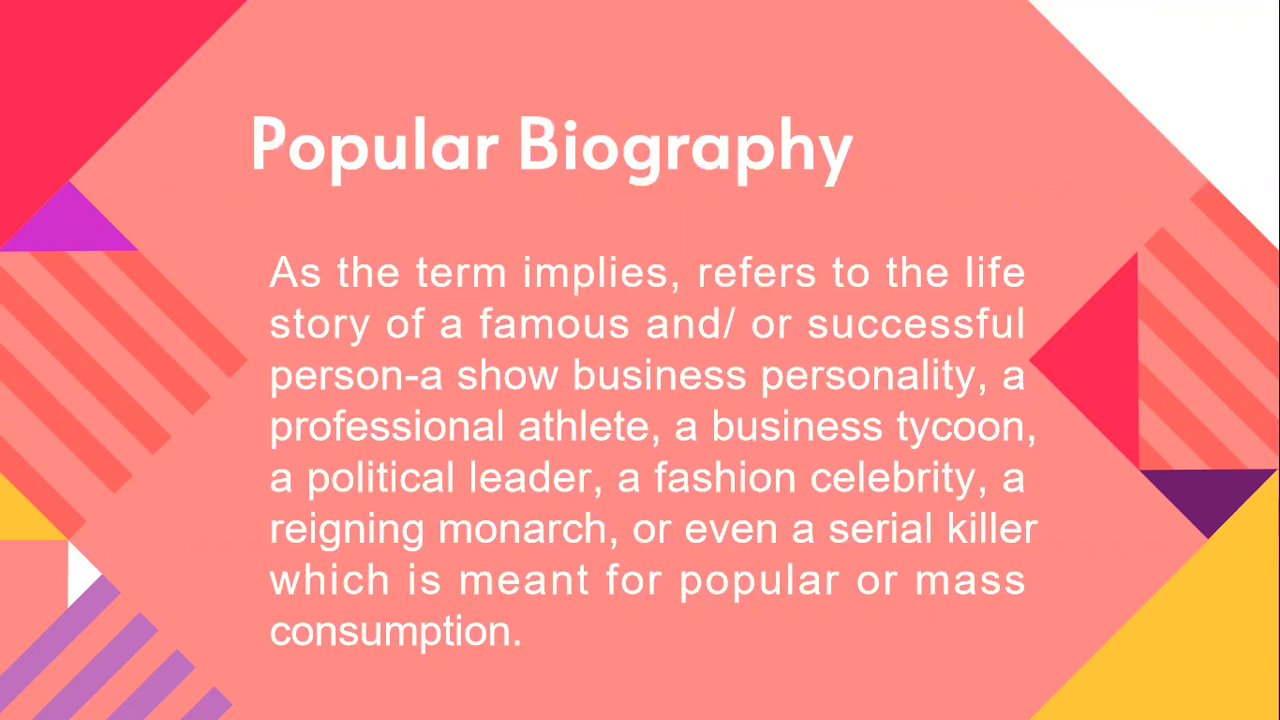 Popular Biography
As the term implies, refers to the life
story of a famous and/ or successful
person-a show business personality, a
professional athlete, a business tycoon,
a political leader, a fashion celebrity, a
reigning monarch, or even a serial killer
which is meant for popular or mass
consumption.